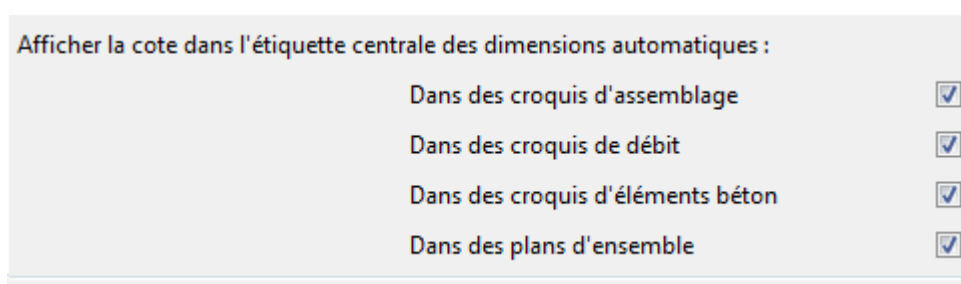 Afficher la cote dans l'étiquette centrale des dimensions automatiques :
Dans des croquis d'assemblage
Dans des croquis de débit
Dans des croquis d'éléments béton
Dans des plans d'ensemble